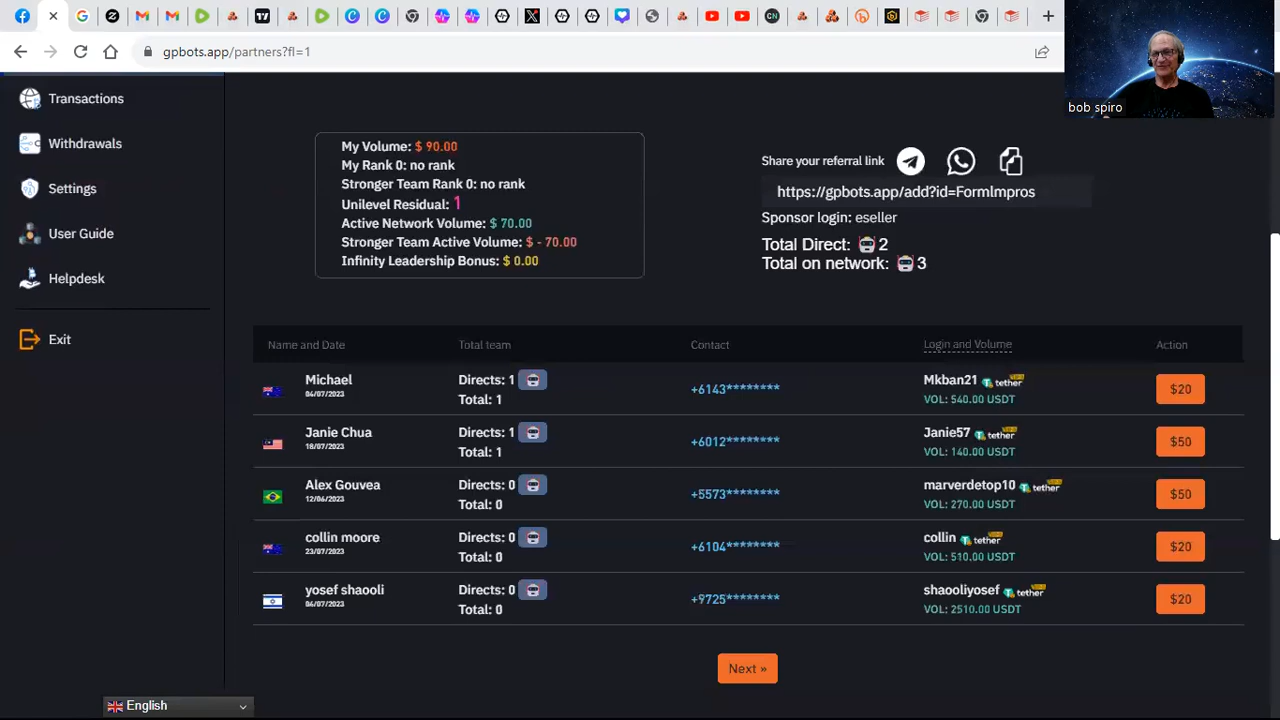 gpbots.app/partners?fl=1
bob spiro
Transactions
Withdrawals
Settings
User Guide
Helpdesk
Exit
My Volume: $ 90.00
My Rank 0: no rank
Stronger Team Rank 0: no rank
Unilevel Residual: 1
Active Network Volume: $ 70.00
Stronger Team Active Volume: $ - 70.00
Infinity Leadership Bonus: $ 0.00
Share your referral link
https://gpbots.app/add?id=FormImpros
Sponsor login: eseller
Total Direct: 2
Total on network: 3
Name and Date Total team Contact Login and Volume Action
Michael Directs: 1 +6143******** Mkban21 tether $20
04/07/2023 Total: 1 VOL: 540.00 USDT
Janie Chua Directs: 1 +6012******** Janie57 tether $50
18/07/2023 Total: 1 VOL: 140.00 USDT
Alex Gouvea Directs: 0 +5573******** marverdetop10 tether $50
12/06/2023 Total: 0 VOL: 270.00 USDT
collin moore Directs: 0 +6104******** collin tether $20
23/07/2023 Total: 0 VOL: 510.00 USDT
yosef shaooli Directs: 0 +9725******** shaooliyosef tether $20
06/07/2023 Total: 0 VOL: 2510.00 USDT
Next »
English